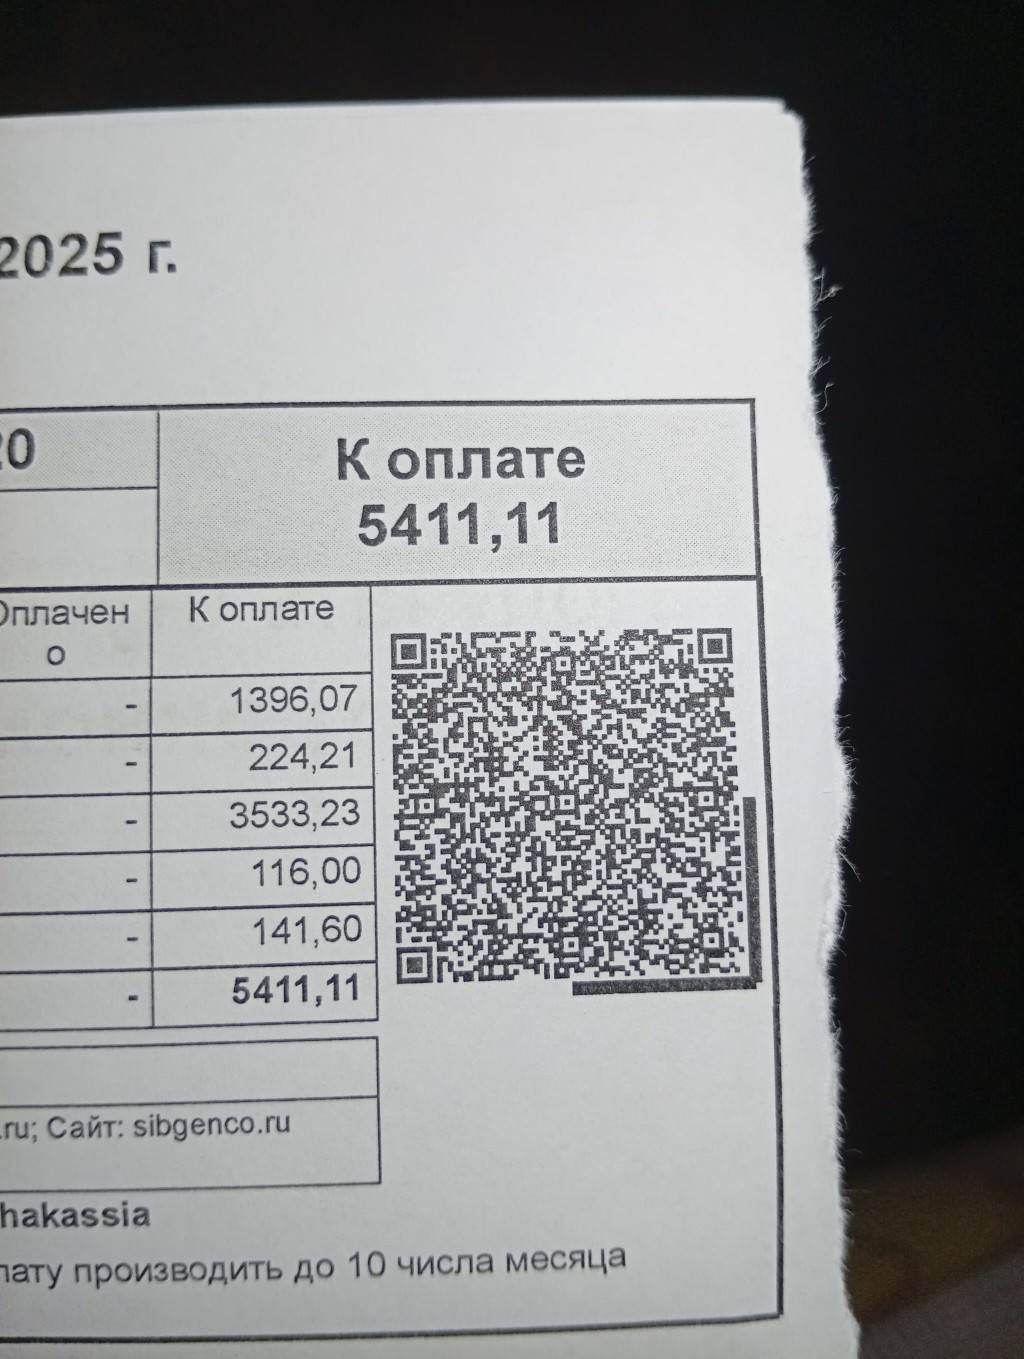 2025 г.
20
К оплате
5411,11
Оплачен
о
К оплате
- 1396,07
- 224,21
- 3533,23
- 116,00
- 141,60
- 5411,11
.ru; Сайт: sibgenco.ru
hakassia
лату производить до 10 числа месяца